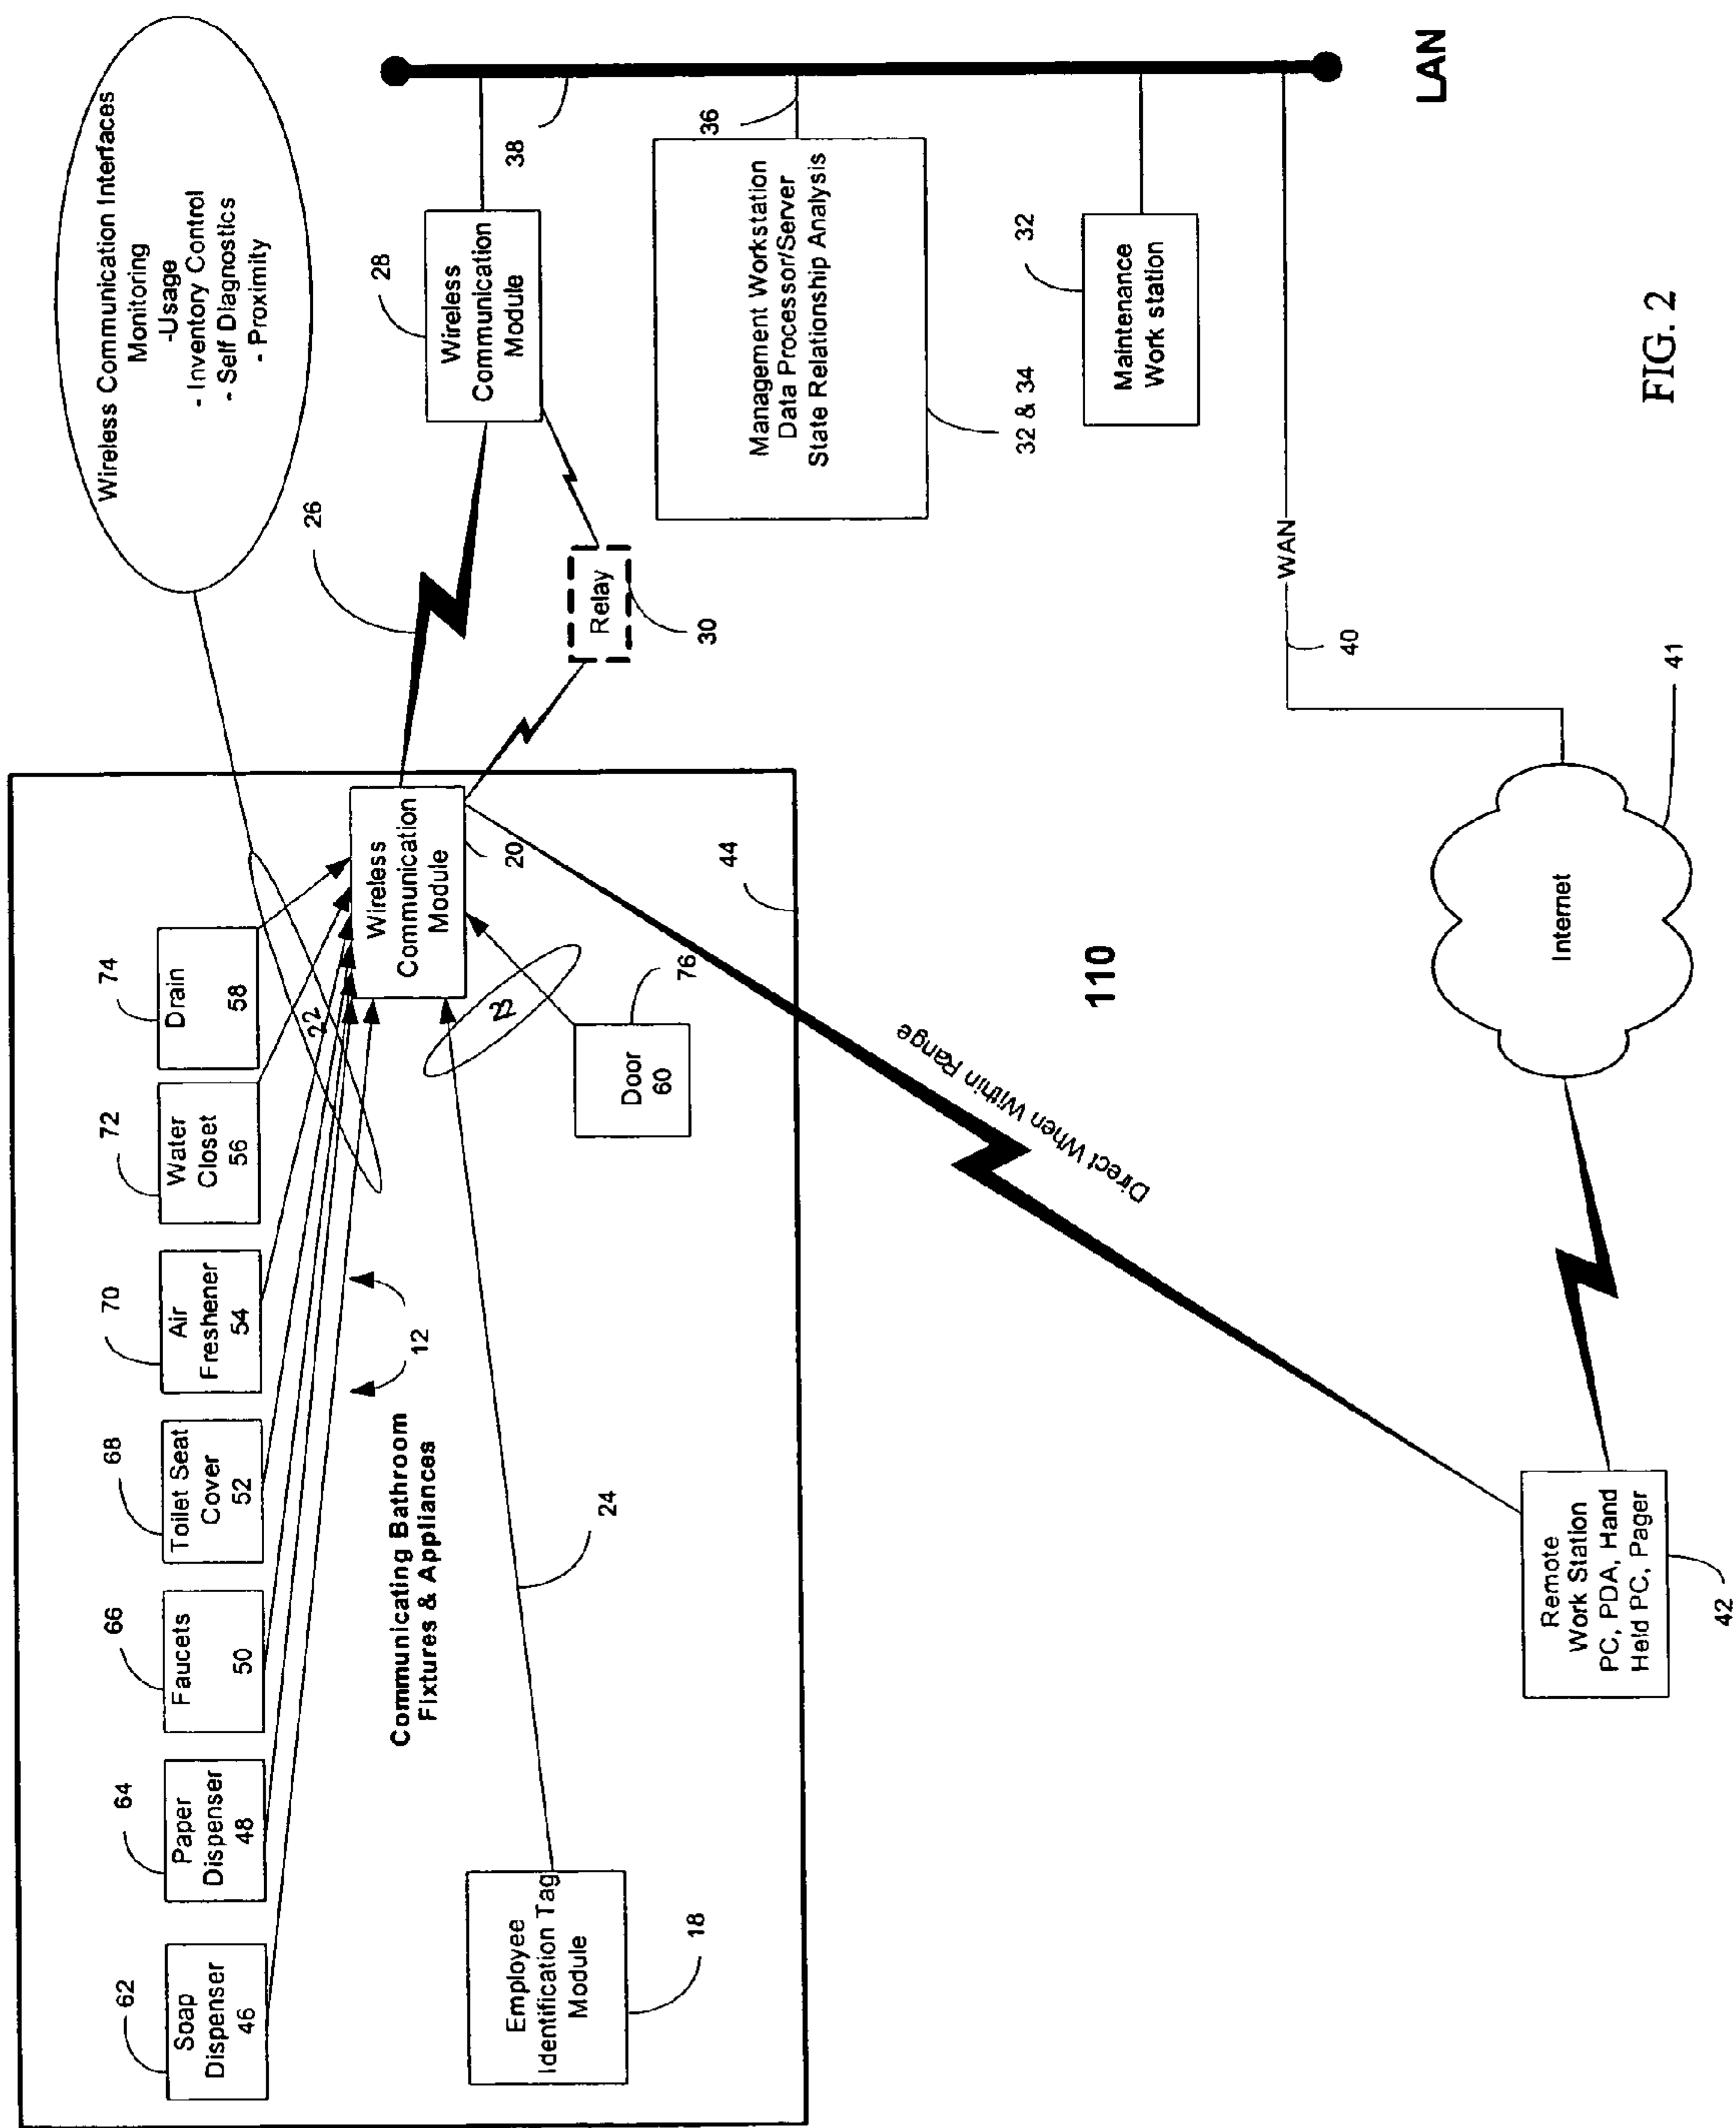 Wireless Communication Interfaces
Monitoring
-Usage
- Inventory Control
- Self Diagnostics
- Proximity
62
Soap
Dispenser
46
64
Paper
Dispenser
48
66
Faucets
50
68
Toilet Seat
Cover
52
70
Air
Freshener
54
72
Water
Closet
56
74
Drain
58
22
12
Communicating Bathroom
Fixtures & Appliances
Wireless
Communication
Module
20
22
Door
60
76
24
Employee
Identification Tag
Module
18
44
26
Relay
30
28
Wireless
Communication
Module
38
36
Management Workstation
Data Processor/Server
State Relationship Analysis
32 & 34
32
Maintenance
Work station
LAN
WAN
40
41
Internet
110
Direct When Within Range
Remote
Work Station
PC, PDA, Hand
Held PC, Pager
42
FIG. 2